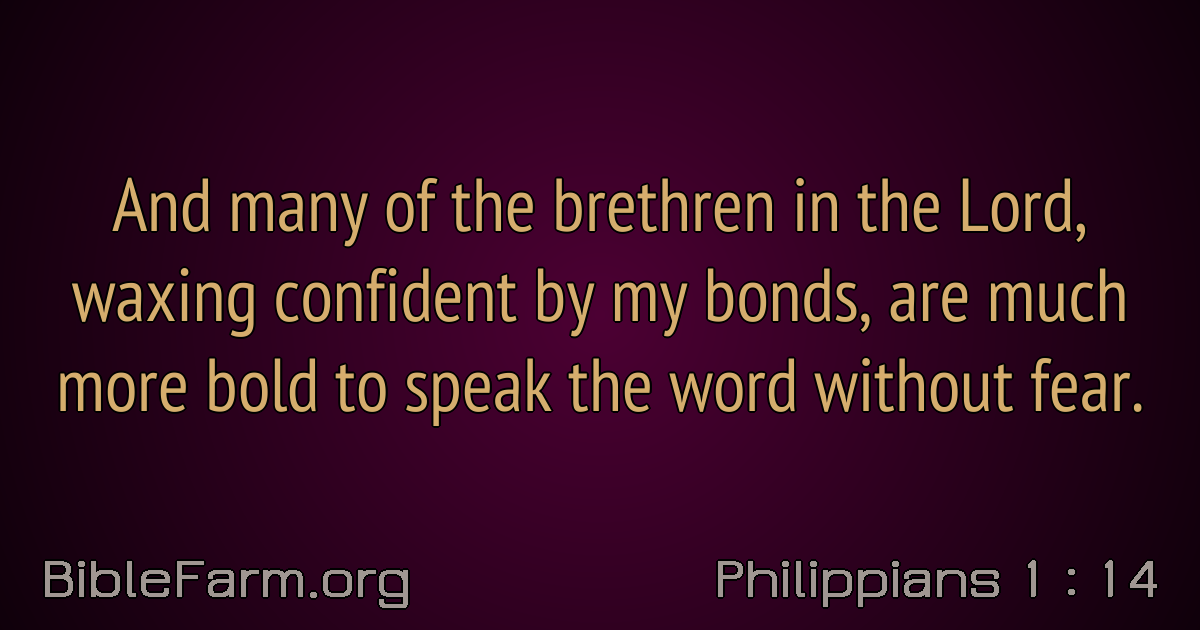 And many of the brethren in the Lord,
waxing confident by my bonds, are much
more bold to speak the word without fear.
BibleFarm.org
Philippians 1 : 14